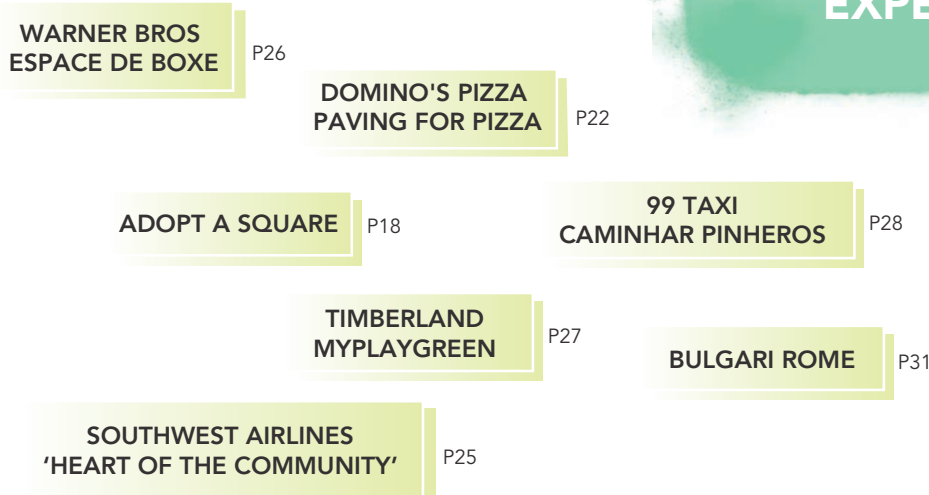 EXPE
WARNER BROS
ESPACE DE BOXE
P26
DOMINO'S PIZZA
PAVING FOR PIZZA
P22
ADOPT A SQUARE
P18
99 TAXI
CAMINHAR PINHEROS
P28
TIMBERLAND
MYPLAYGREEN
P27
BULGARI ROME
P31
SOUTHWEST AIRLINES
‘HEART OF THE COMMUNITY’
P25